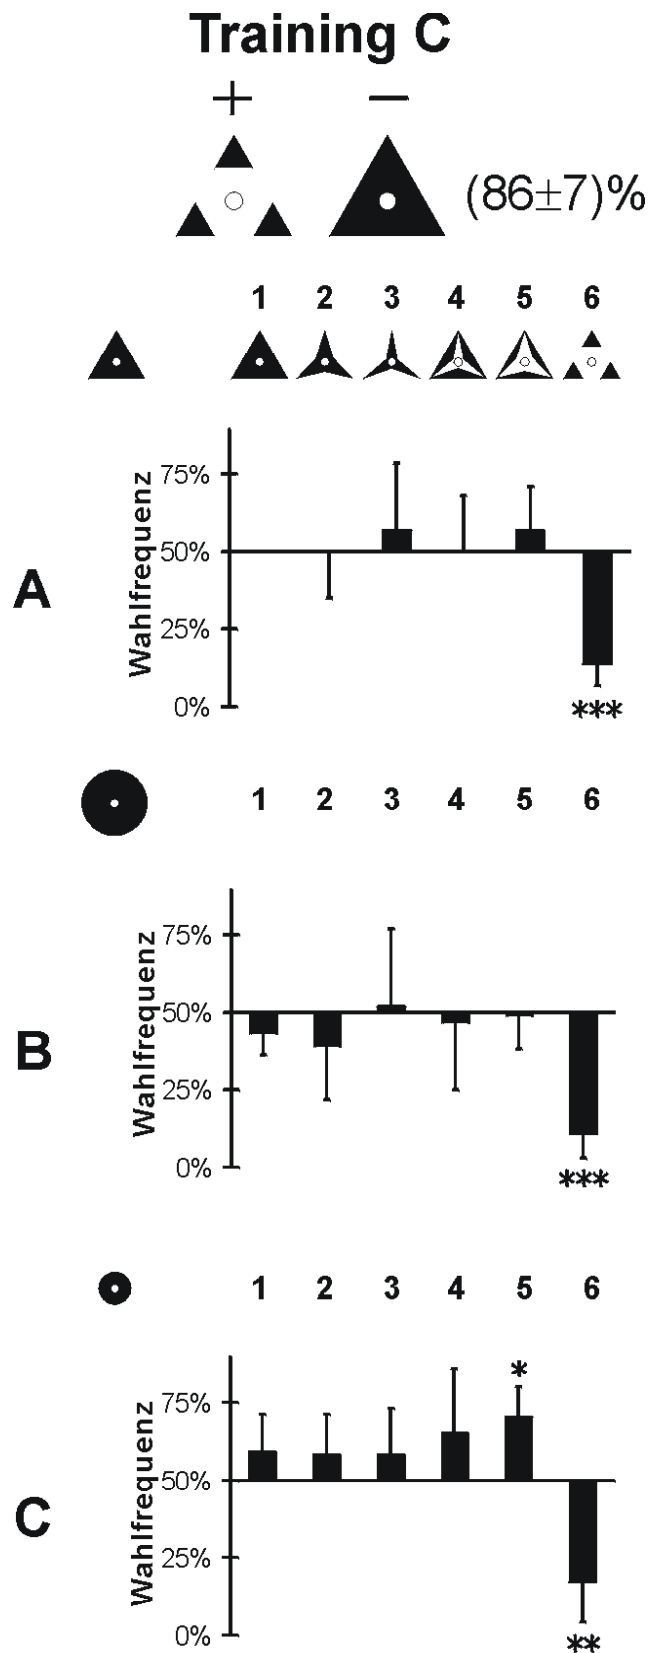 Training C
+ −
(86±7)%
1 2 3 4 5 6
A
Wahlfrequenz
75%
50%
25%
0%
***
1 2 3 4 5 6
B
Wahlfrequenz
75%
50%
25%
0%
***
1 2 3 4 5 6
C
Wahlfrequenz
75%
50%
25%
0%
*
**